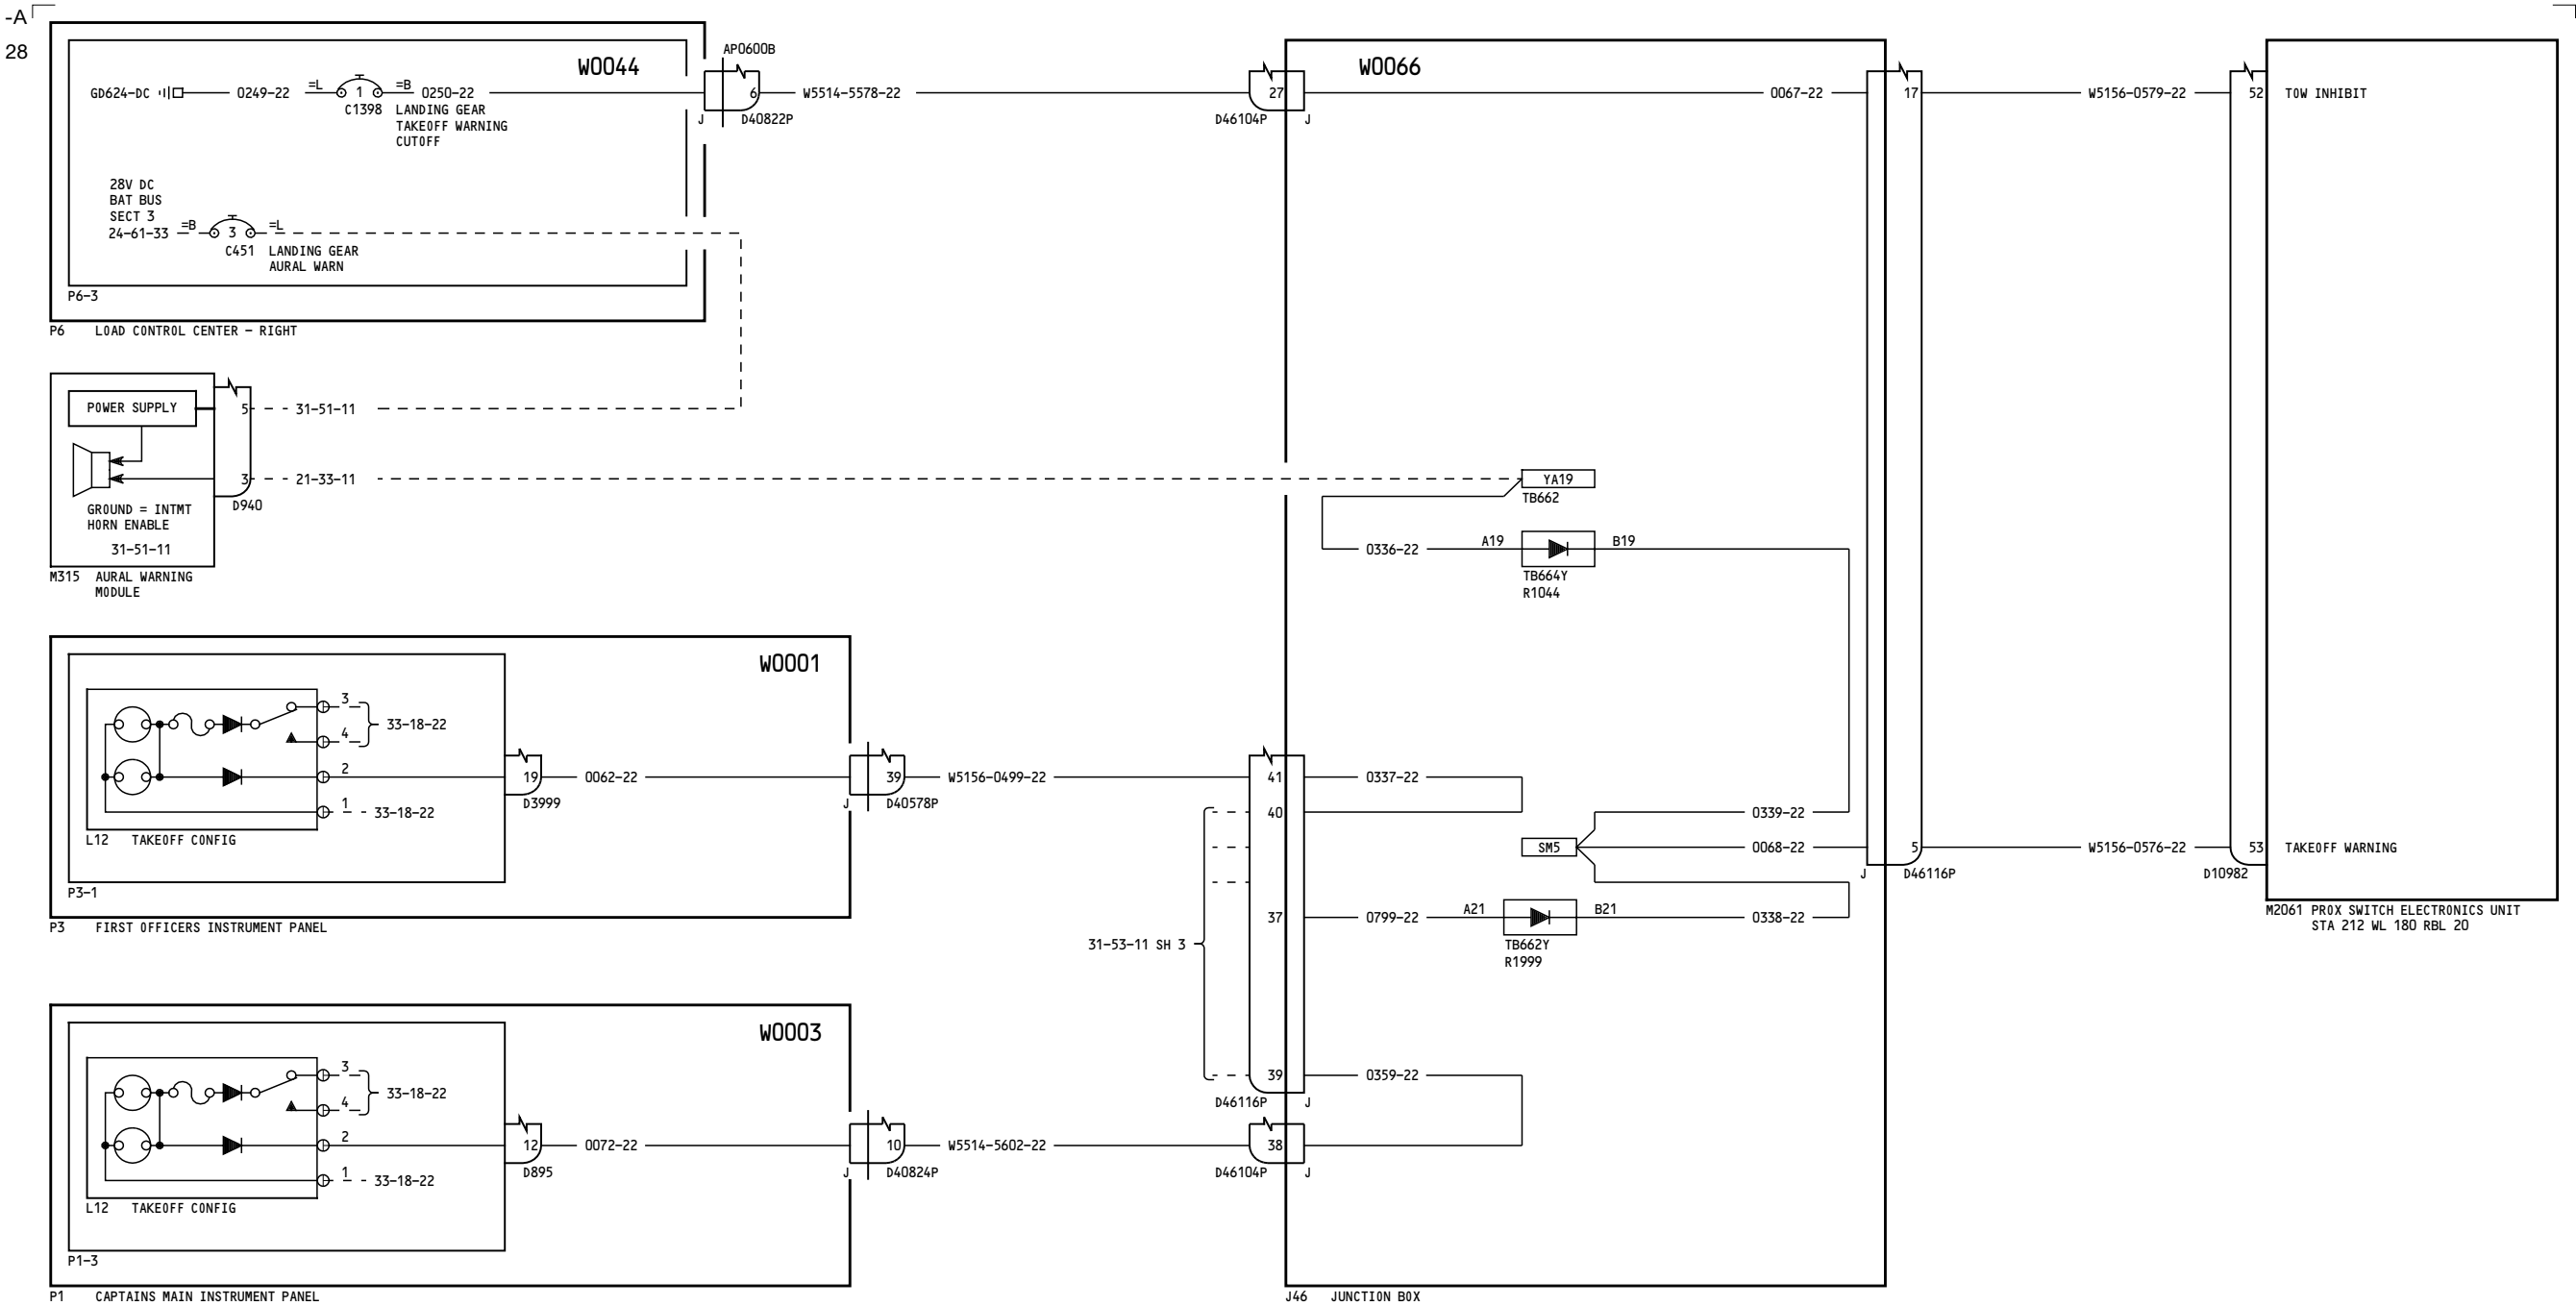 -A
28
W0044
AP0600B
GD624-DC
0249-22
=L
1
=B
0250-22
C1398
LANDING GEAR
TAKEOFF WARNING
CUTOFF
J
6
D40822P
W5514-5578-22
28V DC
BAT BUS
SECT 3
24-61-33
=B
3
=L
C451
LANDING GEAR
AURAL WARN
P6-3
P6 LOAD CONTROL CENTER - RIGHT
POWER SUPPLY
5
31-51-11
3
21-33-11
D940
GROUND = INTMT
HORN ENABLE
31-51-11
M315 AURAL WARNING
MODULE
W0001
3
4
33-18-22
2
1
33-18-22
L12 TAKEOFF CONFIG
19
D3999
0062-22
J
39
D40578P
W5156-0499-22
P3-1
P3 FIRST OFFICERS INSTRUMENT PANEL
W0003
3
4
33-18-22
2
1
33-18-22
L12 TAKEOFF CONFIG
12
D895
0072-22
J
10
D40824P
W5514-5602-22
P1-3
P1 CAPTAINS MAIN INSTRUMENT PANEL
W0066
27
D46104P
J
0067-22
17
W5156-0579-22
52
TOW INHIBIT
YA19
TB662
0336-22
A19
B19
TB664Y
R1044
41
0337-22
40
0339-22
SM5
0068-22
5
J
D46116P
W5156-0576-22
53
TAKEOFF WARNING
D10982
37
0799-22
A21
B21
0338-22
TB662Y
R1999
31-53-11 SH 3
39
0359-22
D46116P
J
38
D46104P
J
J46 JUNCTION BOX
M2061 PROX SWITCH ELECTRONICS UNIT
STA 212 WL 180 RBL 20